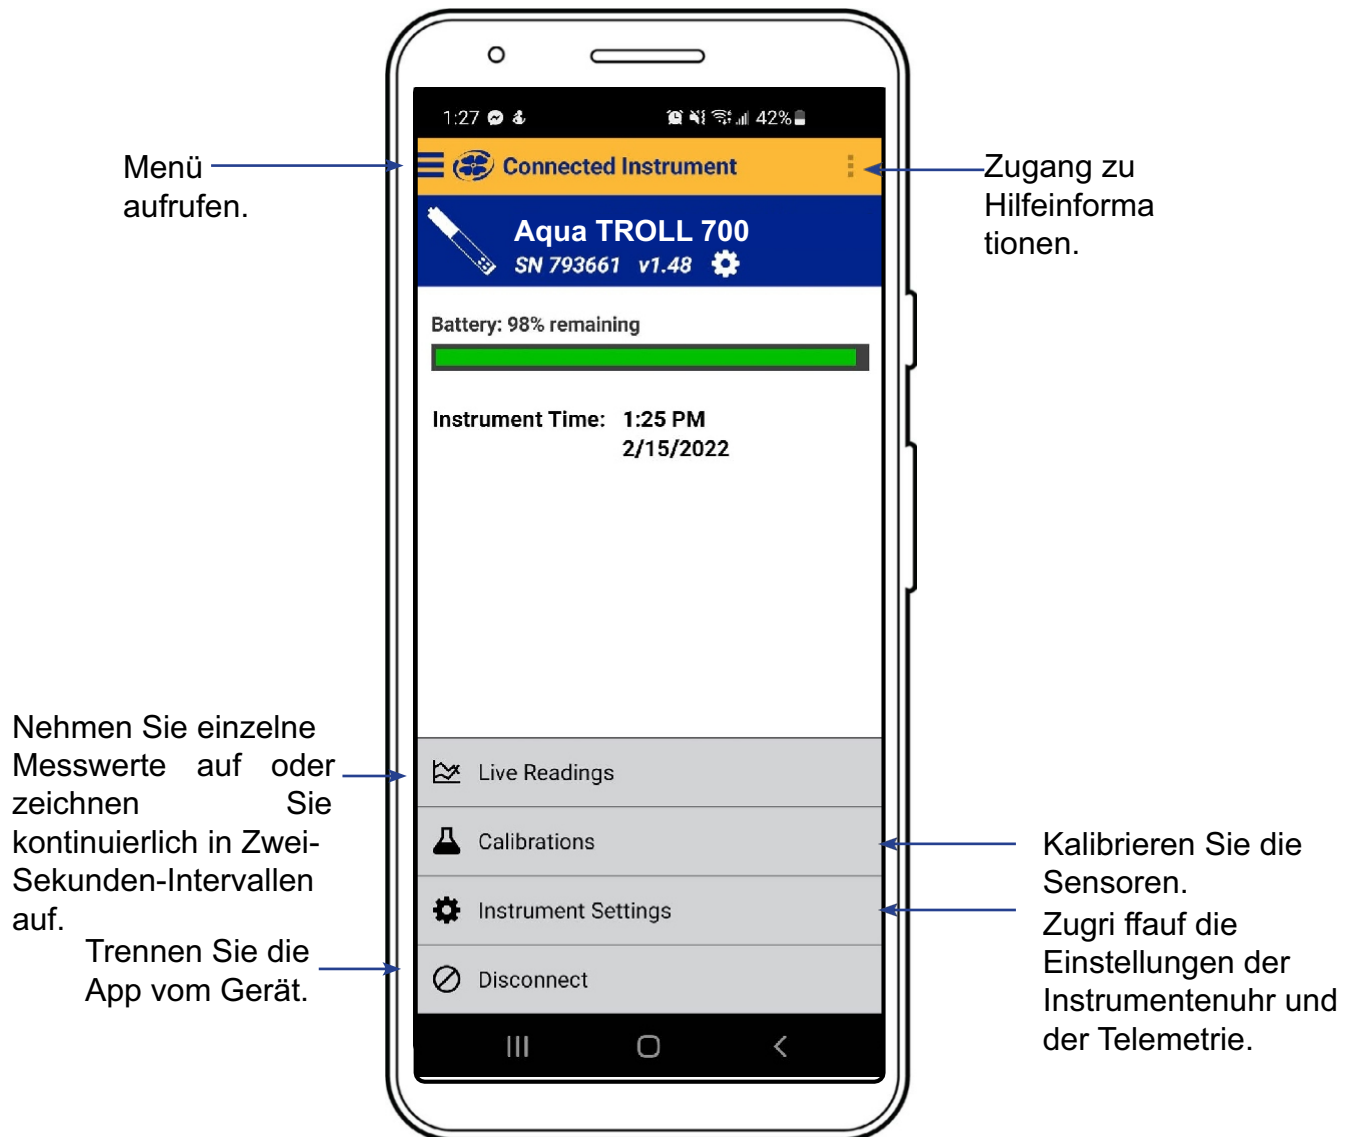 1:27
42%
Menü
aufrufen.
Connected Instrument
Zugang zu
Hilfeinforma
tionen.
Aqua TROLL 700
SN 793661 v1.48
Battery: 98% remaining
Instrument Time: 1:25 PM
2/15/2022
Nehmen Sie einzelne
Messwerte auf oder
zeichnen Sie
kontinuierlich in Zwei-
Sekunden-Intervallen
auf.
Trennen Sie die
App vom Gerät.
Live Readings
Calibrations
Instrument Settings
Disconnect
Kalibrieren Sie die
Sensoren.
Zugri ffauf die
Einstellungen der
Instrumentenuhr und
der Telemetrie.